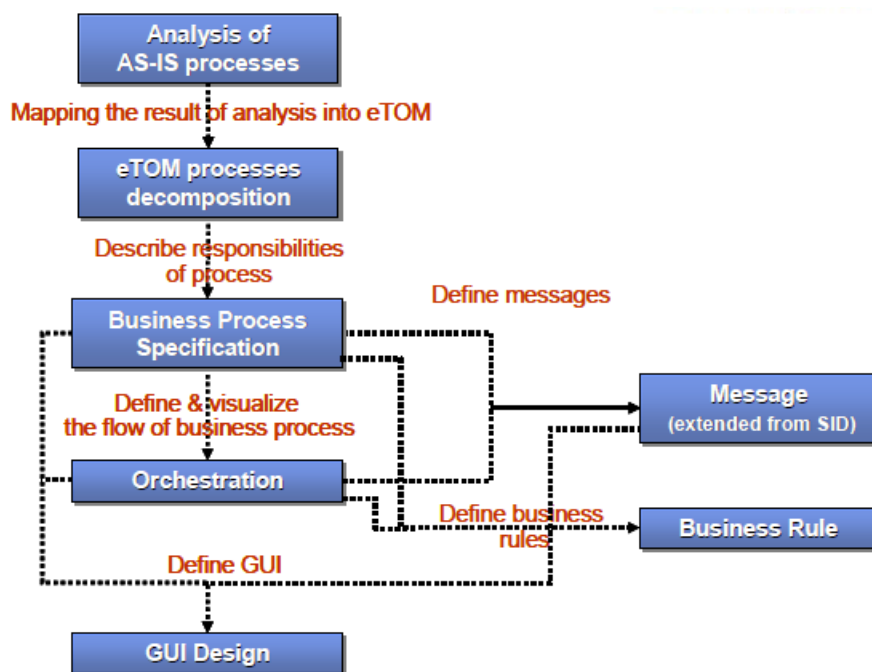 Analysis of
AS-IS processes
Mapping the result of analysis into eTOM
eTOM processes
decomposition
Describe responsibilities
of process
Define messages
Business Process
Specification
Message
(extended from SID)
Define & visualize
the flow of business process
Orchestration
Define business
rules
Business Rule
Define GUI
GUI Design